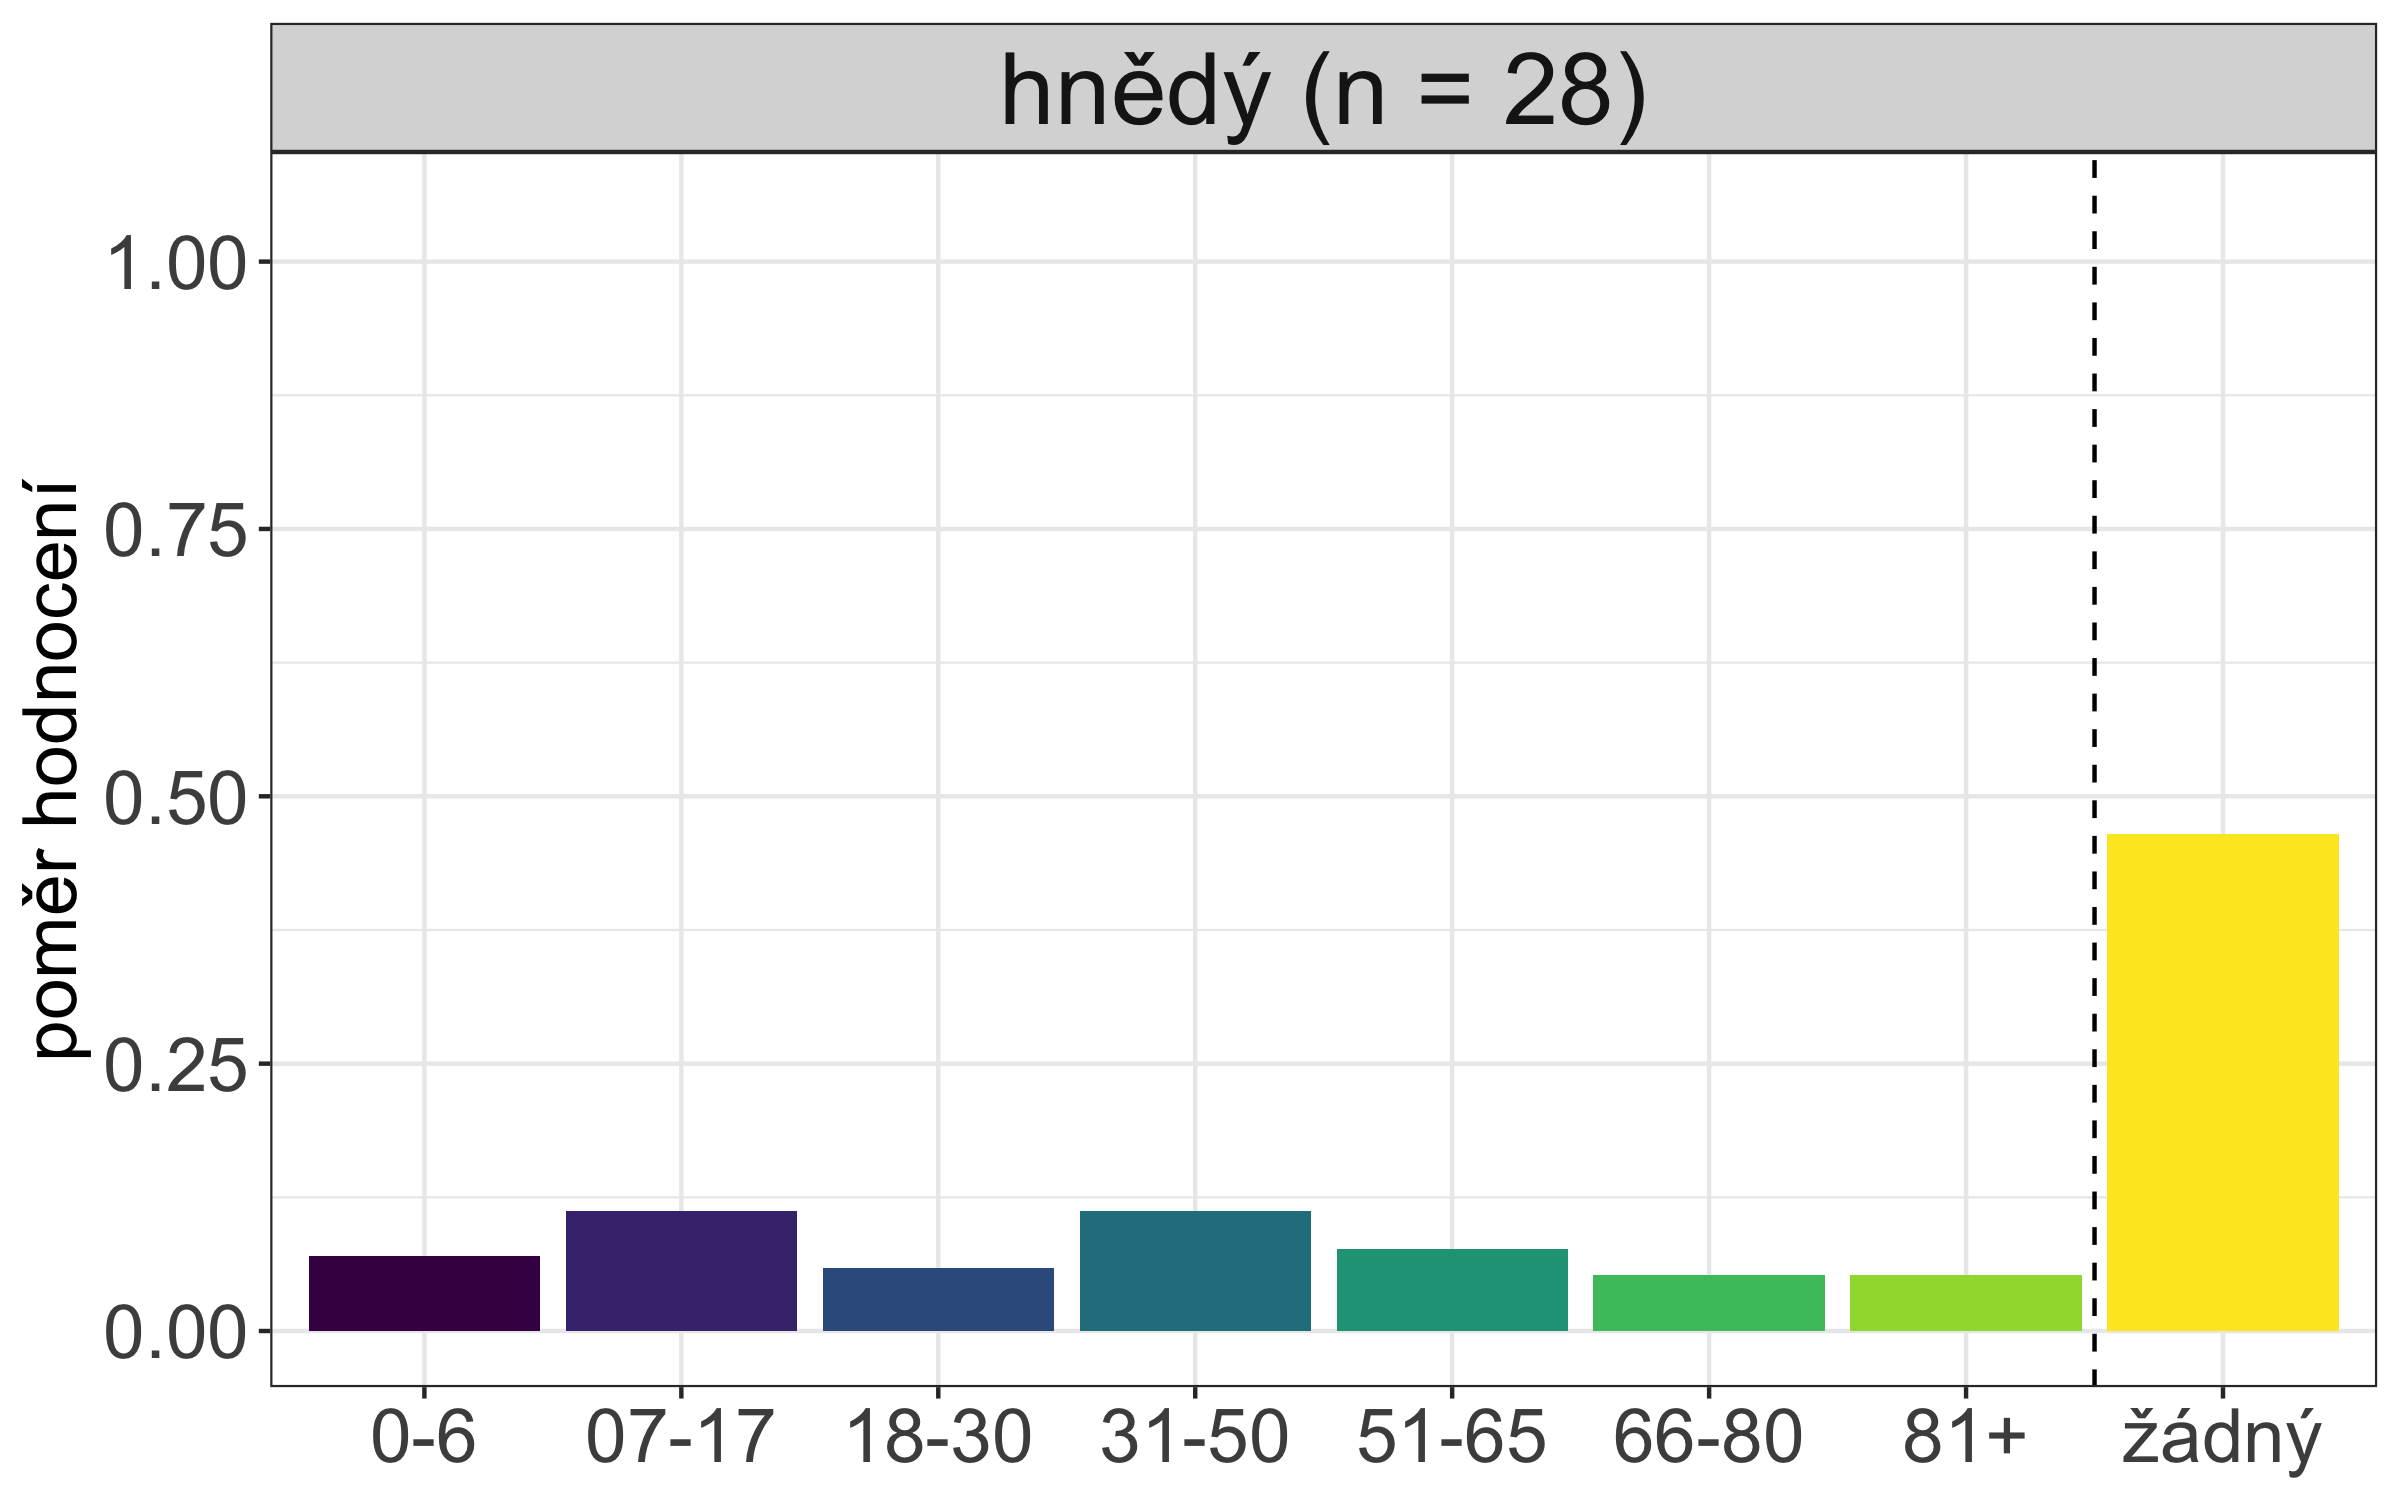 hnědý (n = 28)
poměr hodnocení
1.00
0.75
0.50
0.25
0.00
0-6 07-17 18-30 31-50 51-65 66-80 81+ žádný